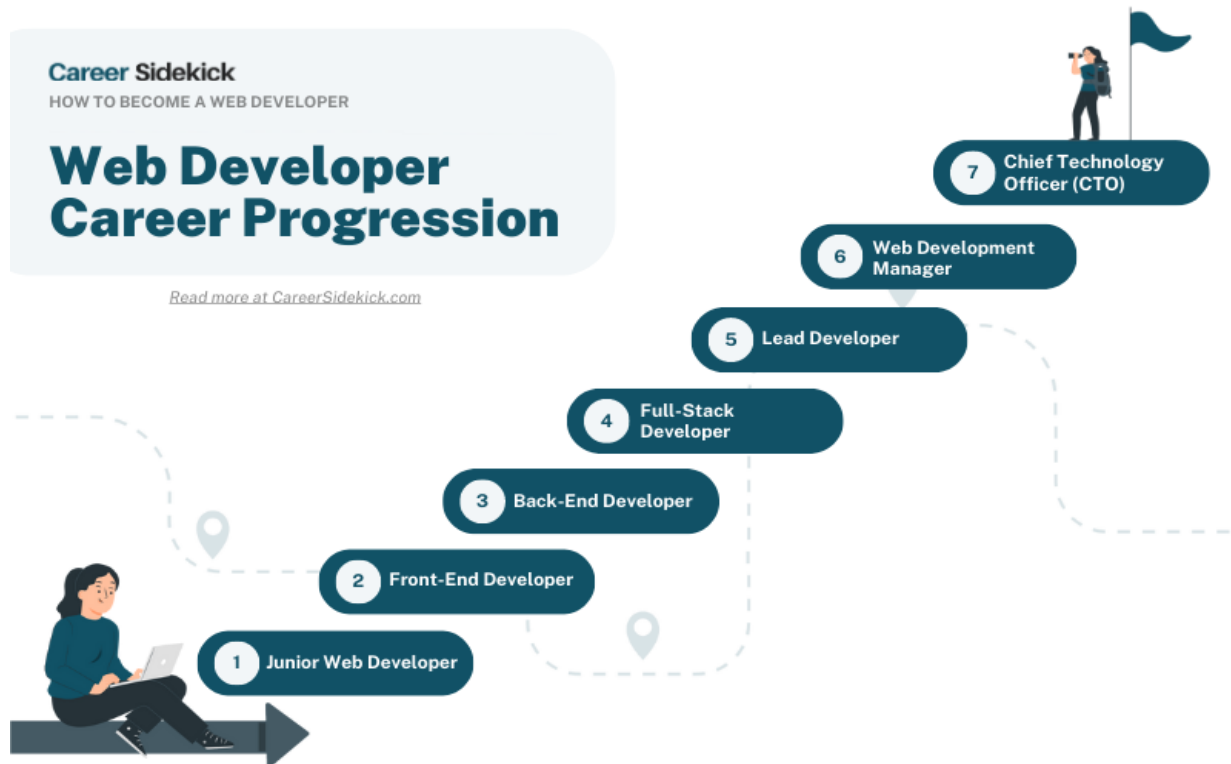 Career Sidekick
HOW TO BECOME A WEB DEVELOPER
Web Developer
Career Progression
Read more at CareerSidekick.com
7
Chief Technology
Officer (CTO)
6
Web Development
Manager
5
Lead Developer
4
Full-Stack
Developer
3
Back-End Developer
2
Front-End Developer
1
Junior Web Developer